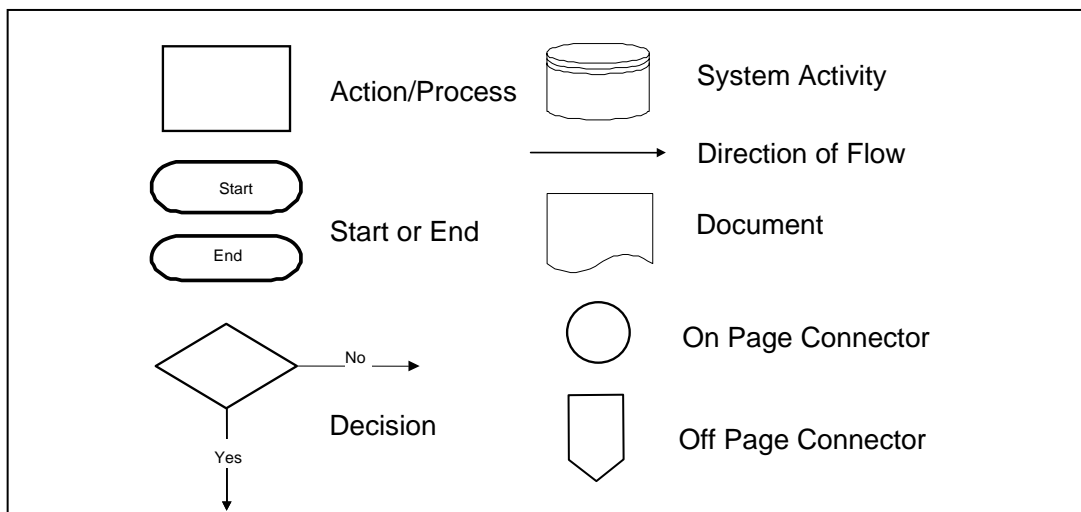 Action/Process
Start
End
Start or End
No
Yes
Decision
System Activity
Direction of Flow
Document
On Page Connector
Off Page Connector